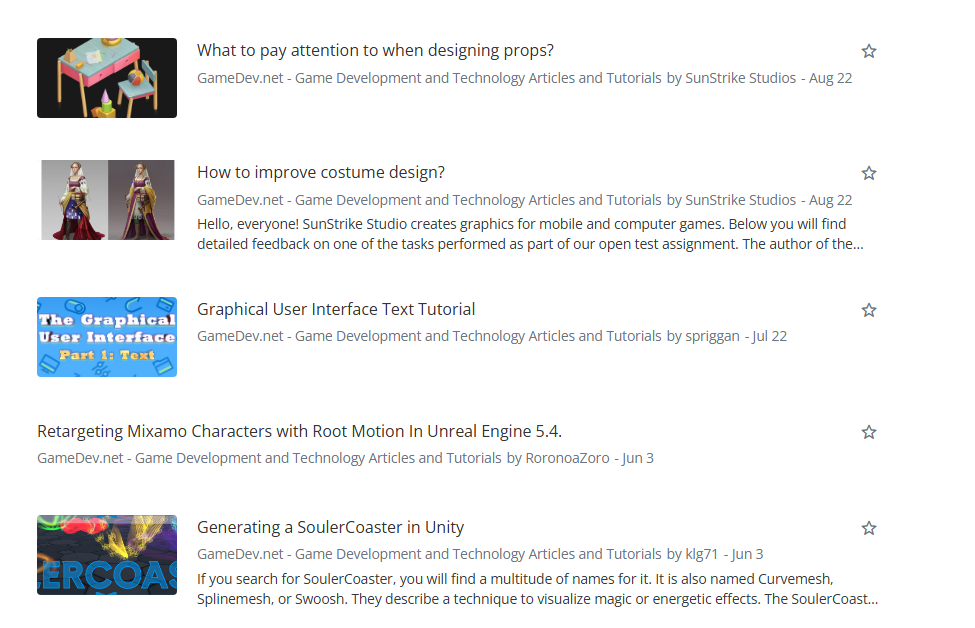 What to pay attention to when designing props?
GameDev.net - Game Development and Technology Articles and Tutorials by SunStrike Studios - Aug 22
How to improve costume design?
GameDev.net - Game Development and Technology Articles and Tutorials by SunStrike Studios - Aug 22
Hello, everyone! SunStrike Studio creates graphics for mobile and computer games. Below you will find
detailed feedback on one of the tasks performed as part of our open test assignment. The author of the...
The Graphical
User Interface
Part 1: Text
Graphical User Interface Text Tutorial
GameDev.net - Game Development and Technology Articles and Tutorials by spriggan - Jul 22
Retargeting Mixamo Characters with Root Motion In Unreal Engine 5.4.
GameDev.net - Game Development and Technology Articles and Tutorials by RoronoaZoro - Jun 3
ERCOAS
Generating a SoulerCoaster in Unity
GameDev.net - Game Development and Technology Articles and Tutorials by klg71 - Jun 3
If you search for SoulerCoaster, you will find a multitude of names for it. It is also named Curvemesh,
Splinemesh, or Swoosh. They describe a technique to visualize magic or energetic effects. The SoulerCoast...